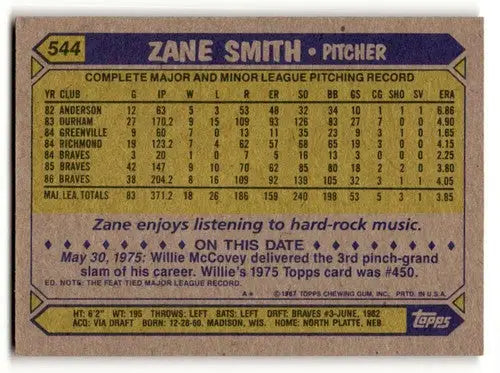 544
ZANE SMITH • PITCHER
COMPLETE MAJOR AND MINOR LEAGUE PITCHING RECORD
YR CLUB G IP W L R ER SO BB GS CG SHO SV ERA
82 ANDERSON 12 63 5 3 53 48 32 34 10 1 1 0 6.86
83 DURHAM 27 170.2 9 15 109 93 126 83 27 7 0 0 4.90
84 GREENVILLE 9 60 7 0 15 11 35 23 9 3 1 0 1.65
84 RICHMOND 19 123.1 7 4 62 57 68 65 19 3 1 0 4.15
84 BRAVES 3 20 1 0 7 5 16 13 3 0 0 0 2.25
85 BRAVES 42 147 9 10 70 62 85 80 18 2 2 0 3.80
86 BRAVES 38 204.2 8 16 109 92 139 105 32 3 1 1 4.05
MAJ. LEA. TOTALS 83 371.2 18 26 186 159 240 198 53 5 3 1 3.85
Zane enjoys listening to hard-rock music.
ON THIS DATE
May 30, 1975: Willie McCovey delivered the 3rd pinch-grand
slam of his career. Willie's 1975 Topps card was #450.
ED. NOTE: THE FEAT TIED MAJOR LEAGUE RECORD.
A* © 1987 TOPPS CHEWING GUM, INC. PRTD. IN U.S.A.
HT: 6'2" WT: 195 THROWS: LEFT BATS: LEFT DRFT: BRAVES #3-JUNE, 1982
ACQ: VIA DRAFT BORN: 12-28-60, MADISON, WIS. HOME: NORTH PLATTE, NEB.
Topps